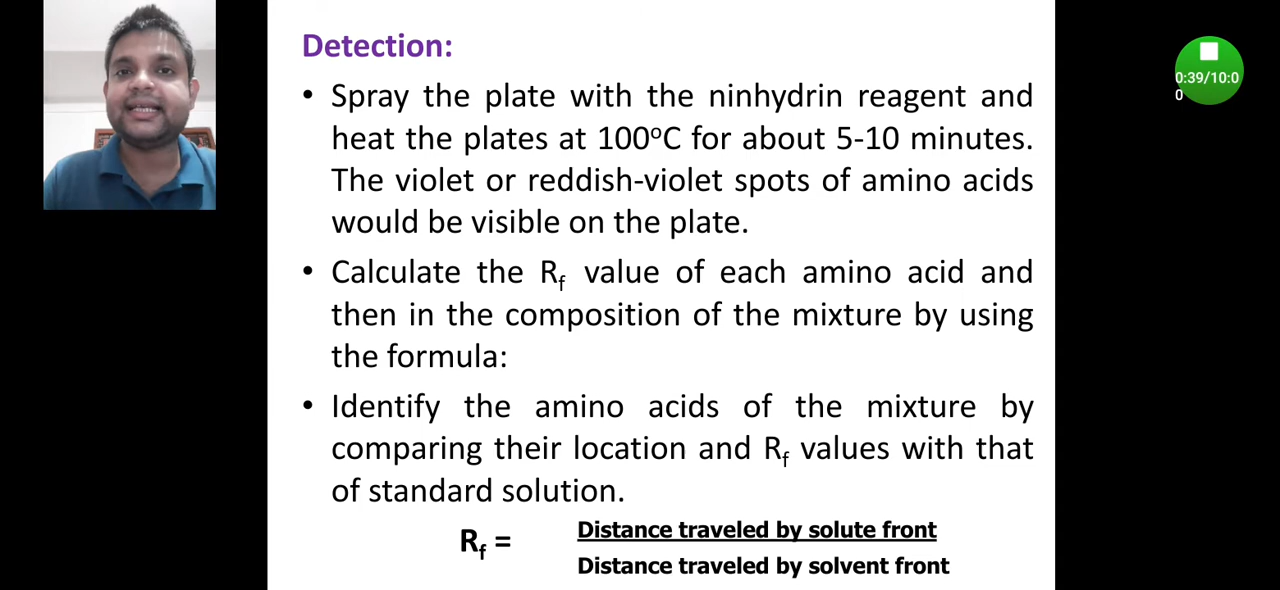 Detection:
• Spray the plate with the ninhydrin reagent and
heat the plates at 100°C for about 5-10 minutes.
The violet or reddish-violet spots of amino acids
would be visible on the plate.
• Calculate the Rf value of each amino acid and
then in the composition of the mixture by using
the formula:
• Identify the amino acids of the mixture by
comparing their location and Rf values with that
of standard solution.
Rf =
Distance traveled by solute front
Distance traveled by solvent front
0:39/10:0
0